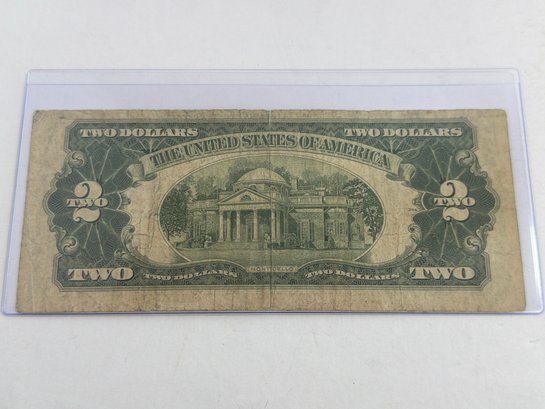 TWO DOLLARS TWO DOLLARS
THE UNITED STATES OF AMERICA
2 2
TWO TWO
MONTICELLO
TWO TWO DOLLARS TWO DOLLARS TWO